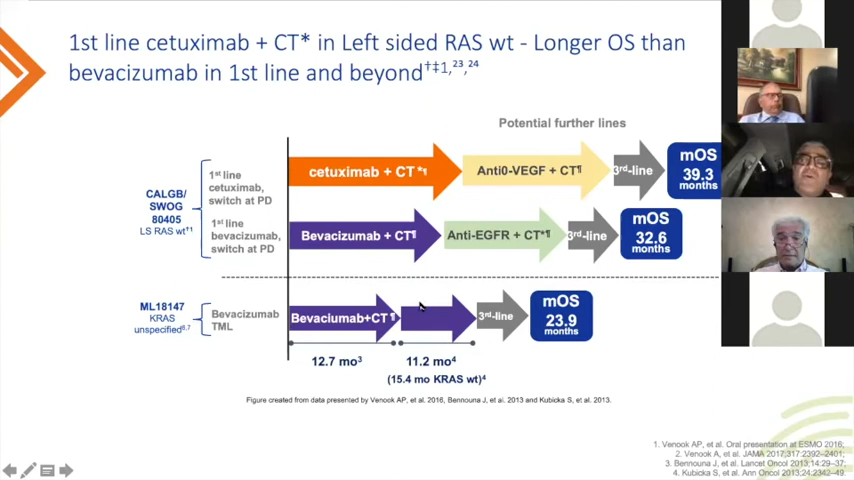 1st line cetuximab + CT* in Left sided RAS wt - Longer OS than
bevacizumab in 1st line and beyond†‡1,23,24
Potential further lines
CALGB/
SWOG
80405
LS RAS wt†1
1st line
cetuximab,
switch at PD
cetuximab + CT*¶
Anti0-VEGF + CT¶
3rd-line
mOS
39.3
months
1st line
bevacizumab,
switch at PD
Bevacizumab + CT¶
Anti-EGFR + CT*¶
3rd-line
mOS
32.6
months
ML18147
KRAS
unspecified6,7
Bevacizumab
TML
Bevaciumab+CT¶
3rd-line
mOS
23.9
months
12.7 mo3
11.2 mo4
(15.4 mo KRAS wt)4
Figure created from data presented by Venook AP, et al. 2016, Bennouna J, et al. 2013 and Kubicka S, et al. 2013.
1. Venook AP, et al. Oral presentation at ESMO 2016;
2. Venook A, et al. JAMA 2017;317:2392–2401;
3. Bennouna J, et al. Lancet Oncol 2013;14:29–37;
4. Kubicka S, et al. Ann Oncol 2013;24:2342–49.